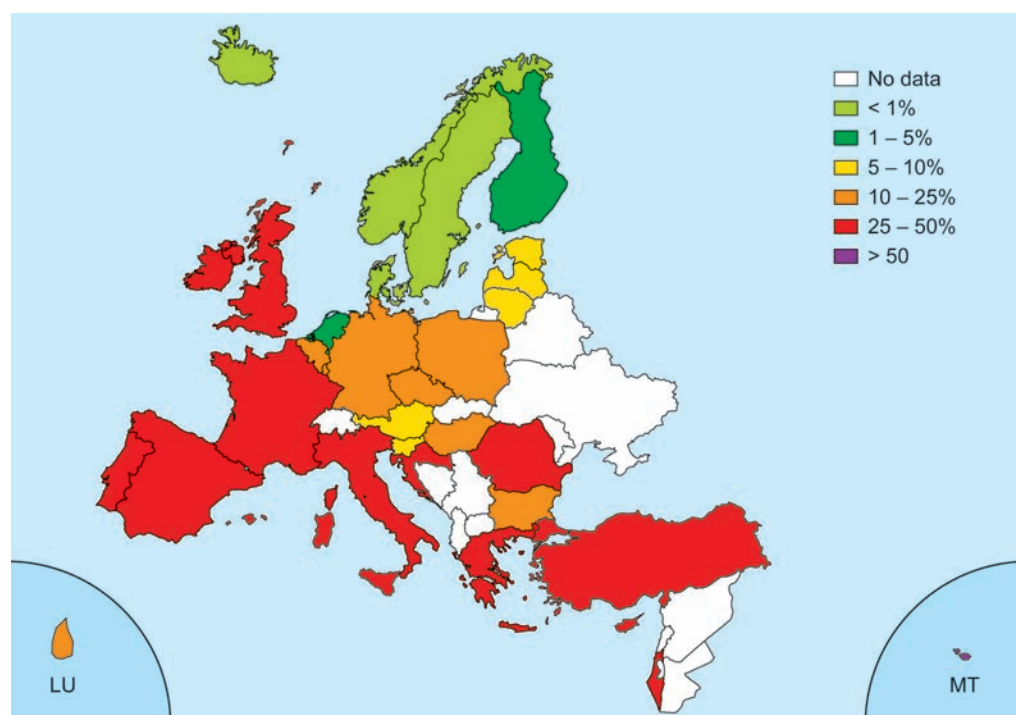 No data
< 1%
1 – 5%
5 – 10%
10 – 25%
25 – 50%
> 50
LU
MT